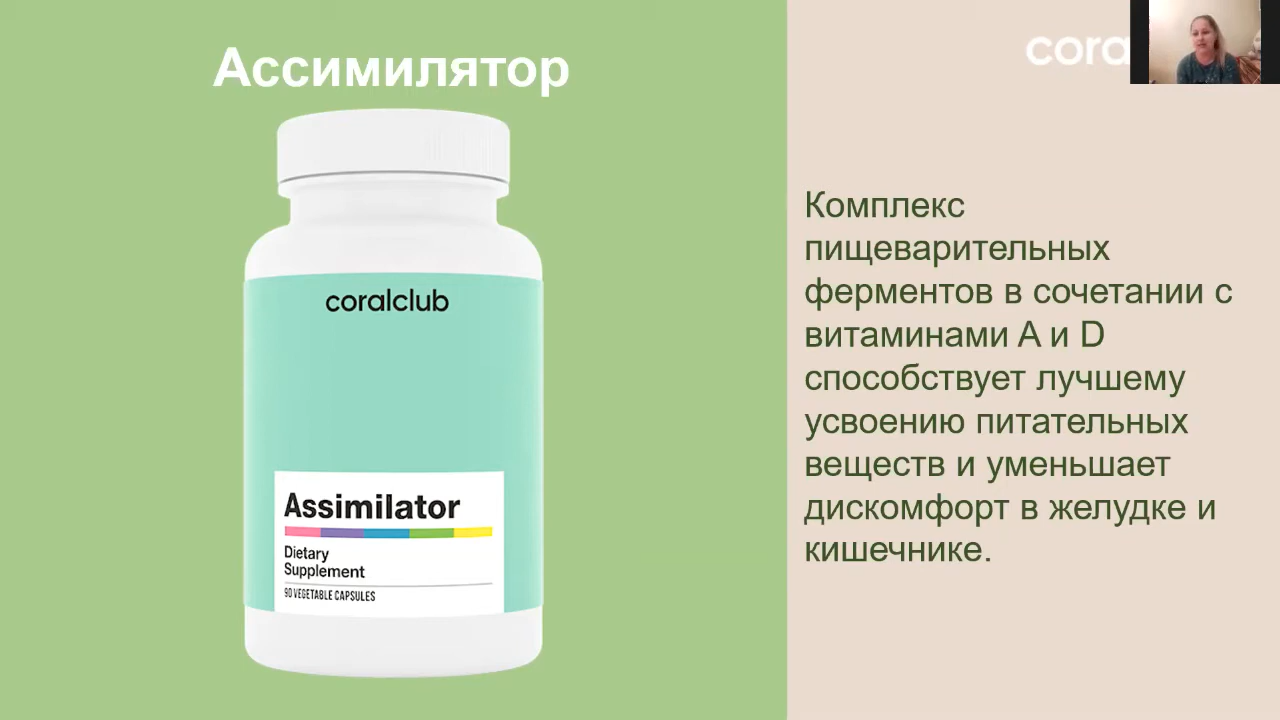 Ассимилятор
coralclub
Assimilator
Dietary
Supplement
90 VEGETABLE CAPSULES
cora
Комплекс
пищеварительных
ферментов в сочетании с
витаминами А и D
способствует лучшему
усвоению питательных
веществ и уменьшает
дискомфорт в желудке и
кишечнике.